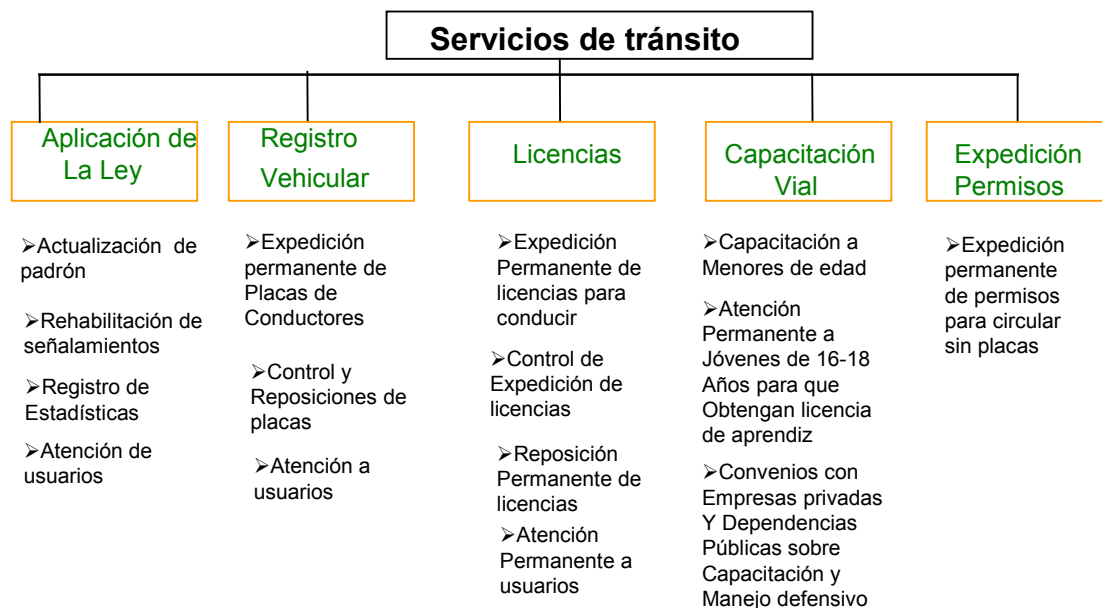 Servicios de tránsito
Aplicación de
La Ley
➢Actualización de
padrón
➢Rehabilitación de
señalamientos
➢Registro de
Estadísticas
➢Atención de
usuarios
Registro
Vehicular
➢Expedición
permanente de
Placas de
Conductores
➢Control y
Reposiciones de
placas
➢Atención a
usuarios
Licencias
➢Expedición
Permanente de
licencias para
conducir
➢Control de
Expedición de
licencias
➢Reposición
Permanente de
licencias
➢Atención
Permanente a
usuarios
Capacitación
Vial
➢Capacitación a
Menores de edad
➢Atención
Permanente a
Jóvenes de 16-18
Años para que
Obtengan licencia
de aprendiz
➢Convenios con
Empresas privadas
Y Dependencias
Públicas sobre
Capacitación y
Manejo defensivo
Expedición
Permisos
➢Expedición
permanente
de permisos
para circular
sin placas